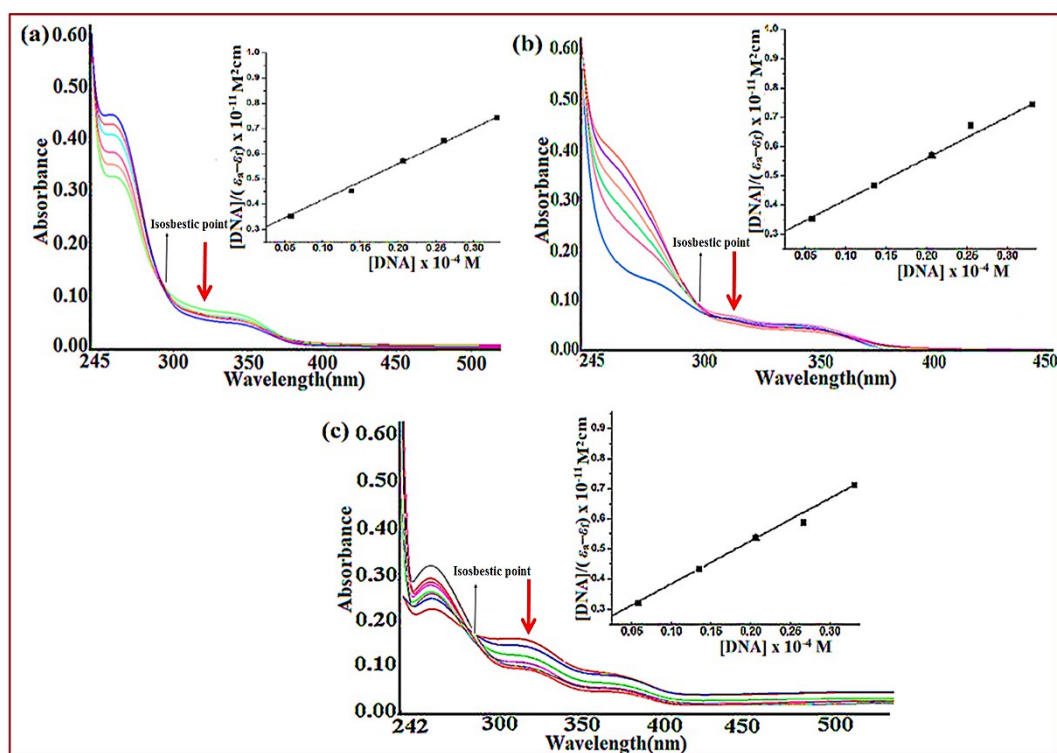 (a)
0.60
0.50
0.40
0.30
0.20
0.10
0.00
Absorbance
245 300 350 400 450 500
Wavelength(nm)
Isosbestic point
[DNA]/( εa–εf) x 10-11 M2cm
1.0
0.9
0.8
0.7
0.6
0.5
0.4
0.3
0.05 0.10 0.15 0.20 0.25 0.30
[DNA] x 10-4 M
(b)
0.60
0.50
0.40
0.30
0.20
0.10
0.00
Absorbance
245 300 350 400 450
Wavelength(nm)
Isosbestic point
[DNA]/( εa–εf) x 10-11 M2cm
1.0
0.9
0.8
0.7
0.6
0.5
0.4
0.3
0.05 0.10 0.15 0.20 0.25 0.30
[DNA] x 10-4 M
(c)
0.60
0.50
0.40
0.30
0.20
0.10
0.00
Absorbance
242 300 350 400 450 500
Wavelength(nm)
Isosbestic point
[DNA]/( εa–εf) x 10-11 M2cm
0.9
0.8
0.7
0.6
0.5
0.4
0.3
0.05 0.10 0.15 0.20 0.25 0.30
[DNA] x 10-4 M